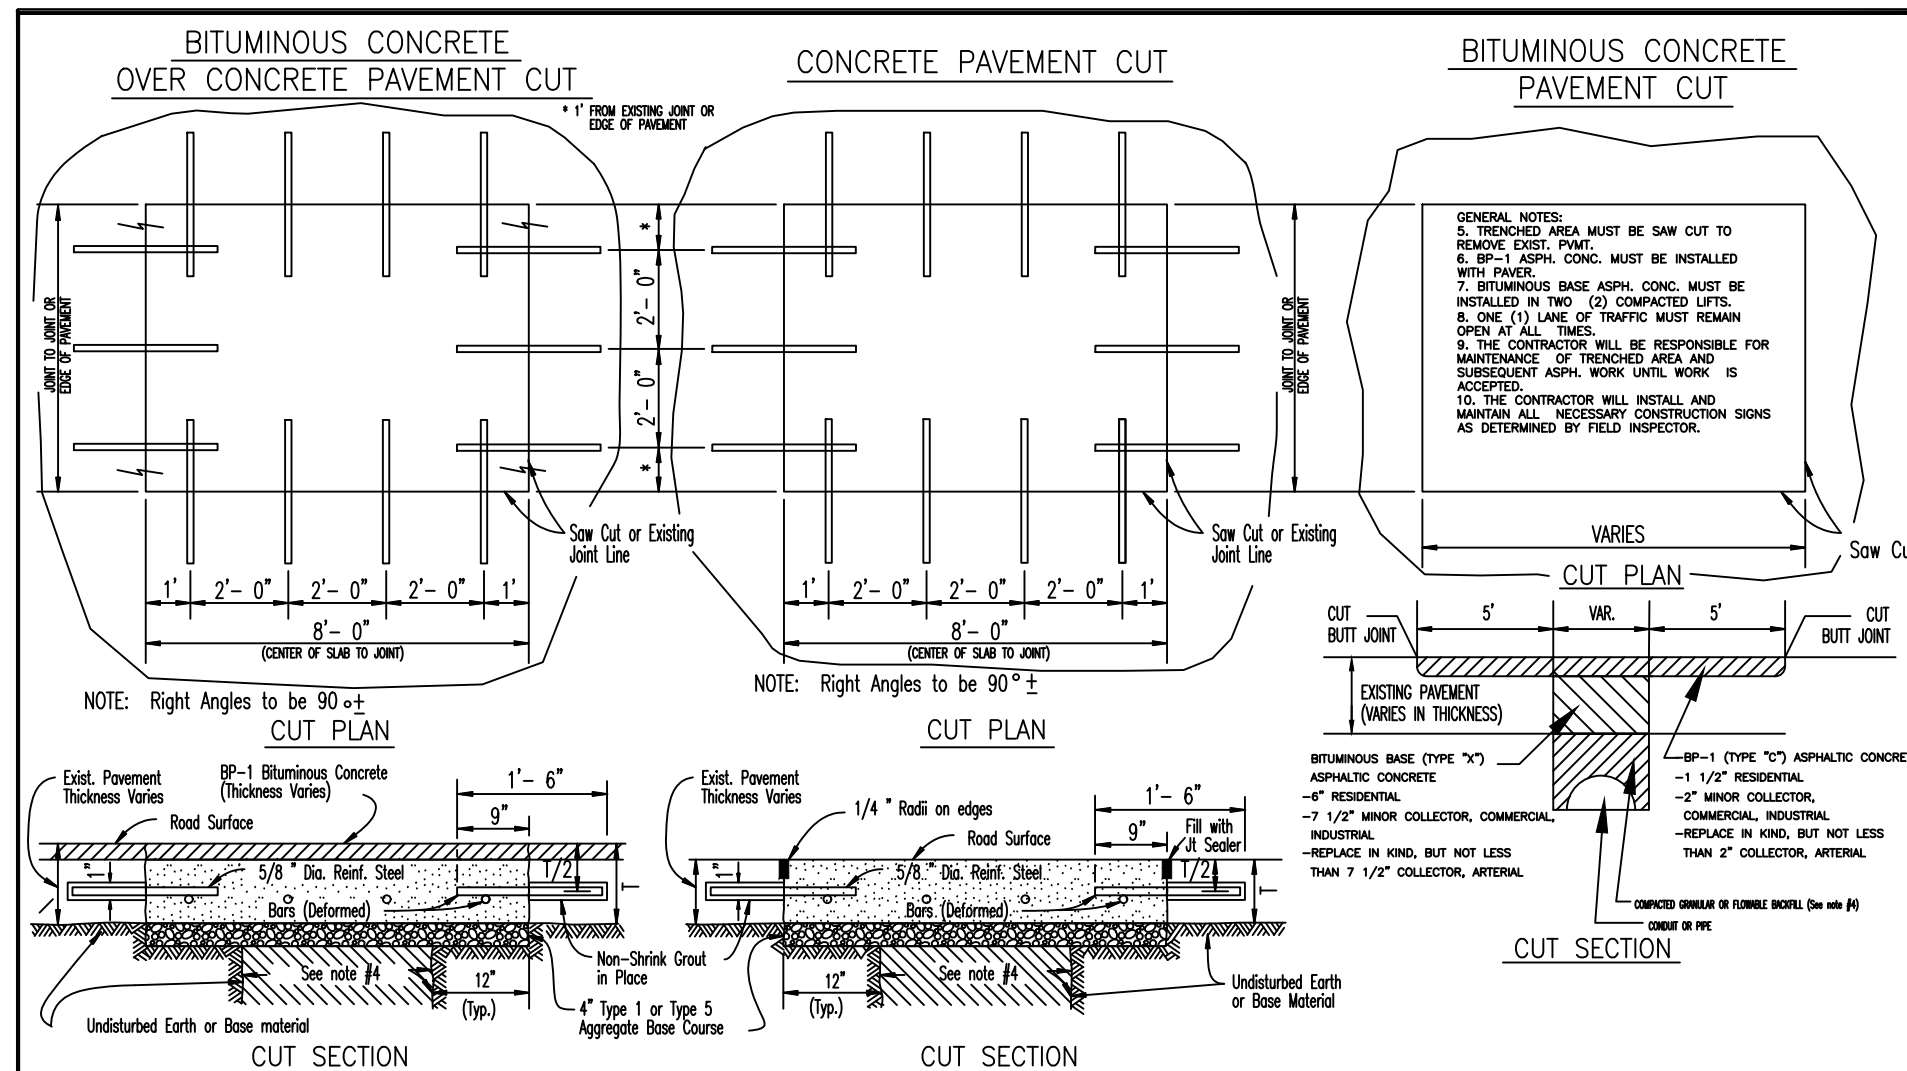 BITUMINOUS CONCRETE
OVER CONCRETE PAVEMENT CUT
* 1' FROM EXISTING JOINT OR
EDGE OF PAVEMENT
JOINT TO JOINT OR
EDGE OF PAVEMENT
*
2'- 0"
2'- 0"
*
Saw Cut or Existing
Joint Line
1'
2'- 0"
2'- 0"
2'- 0"
1'
8'- 0"
(CENTER OF SLAB TO JOINT)
NOTE: Right Angles to be 90 °±
CUT PLAN
Exist. Pavement
Thickness Varies
BP-1 Bituminous Concrete
(Thickness Varies)
Road Surface
1'- 6"
9"
1"
5/8 " Dia. Reinf. Steel
T/2
T
Bars (Deformed)
Non-Shrink Grout
in Place
See note #4
12"
(Typ.)
4" Type 1 or Type 5
Aggregate Base Course
Undisturbed Earth or Base material
CUT SECTION
CONCRETE PAVEMENT CUT
JOINT TO JOINT OR
EDGE OF PAVEMENT
Saw Cut or Existing
Joint Line
1'
2'- 0"
2'- 0"
2'- 0"
1'
8'- 0"
(CENTER OF SLAB TO JOINT)
NOTE: Right Angles to be 90°±
CUT PLAN
Exist. Pavement
Thickness Varies
1/4 " Radii on edges
Road Surface
1'- 6"
9"
Fill with
Jt Sealer
1"
5/8 " Dia. Reinf. Steel
T/2
T
Bars (Deformed)
See note #4
12"
(Typ.)
Undisturbed Earth
or Base Material
CUT SECTION
BITUMINOUS CONCRETE
PAVEMENT CUT
GENERAL NOTES:
5. TRENCHED AREA MUST BE SAW CUT TO
REMOVE EXIST. PVMT.
6. BP-1 ASPH. CONC. MUST BE INSTALLED
WITH PAVER.
7. BITUMINOUS BASE ASPH. CONC. MUST BE
INSTALLED IN TWO (2) COMPACTED LIFTS.
8. ONE (1) LANE OF TRAFFIC MUST REMAIN
OPEN AT ALL TIMES.
9. THE CONTRACTOR WILL BE RESPONSIBLE FOR
MAINTENANCE OF TRENCHED AREA AND
SUBSEQUENT ASPH. WORK UNTIL WORK IS
ACCEPTED.
10. THE CONTRACTOR WILL INSTALL AND
MAINTAIN ALL NECESSARY CONSTRUCTION SIGNS
AS DETERMINED BY FIELD INSPECTOR.
VARIES
Saw Cu
CUT PLAN
CUT
BUTT JOINT
5'
VAR.
5'
CUT
BUTT JOINT
EXISTING PAVEMENT
(VARIES IN THICKNESS)
BITUMINOUS BASE (TYPE "X")
ASPHALTIC CONCRETE
-6" RESIDENTIAL
-7 1/2" MINOR COLLECTOR, COMMERCIAL,
INDUSTRIAL
-REPLACE IN KIND, BUT NOT LESS
THAN 7 1/2" COLLECTOR, ARTERIAL
-BP-1 (TYPE "C") ASPHALTIC CONCRE
-1 1/2" RESIDENTIAL
-2" MINOR COLLECTOR,
COMMERCIAL, INDUSTRIAL
-REPLACE IN KIND, BUT NOT LESS
THAN 2" COLLECTOR, ARTERIAL
COMPACTED GRANULAR OR FLOWABLE BACKFILL (See note #4)
CONDUIT OR PIPE
CUT SECTION